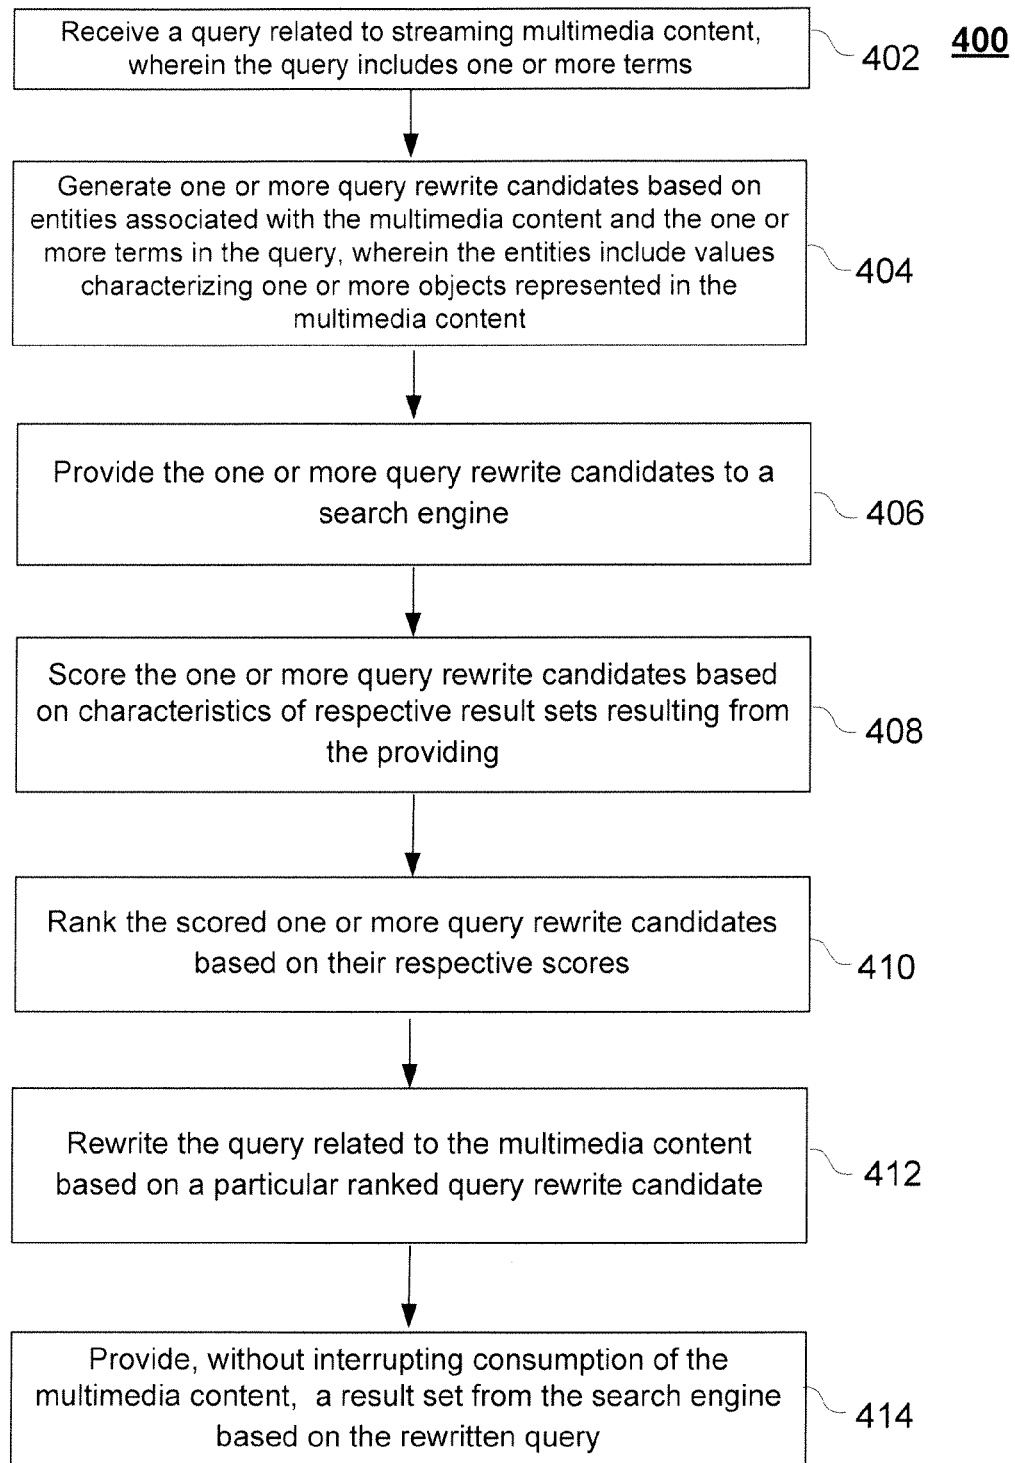 400
Receive a query related to streaming multimedia content,
wherein the query includes one or more terms
402
Generate one or more query rewrite candidates based on
entities associated with the multimedia content and the one or
more terms in the query, wherein the entities include values
characterizing one or more objects represented in the
multimedia content
404
Provide the one or more query rewrite candidates to a
search engine
406
Score the one or more query rewrite candidates based
on characteristics of respective result sets resulting from
the providing
408
Rank the scored one or more query rewrite candidates
based on their respective scores
410
Rewrite the query related to the multimedia content
based on a particular ranked query rewrite candidate
412
Provide, without interrupting consumption of the
multimedia content, a result set from the search engine
based on the rewritten query
414